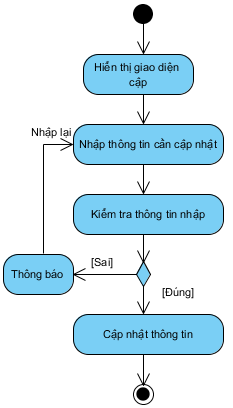 Hiển thị giao diện
cập
Nhập lại
Nhập thông tin cần cập nhật
Kiểm tra thông tin nhập
[Sai]
Thông báo
[Đúng]
Cập nhật thông tin